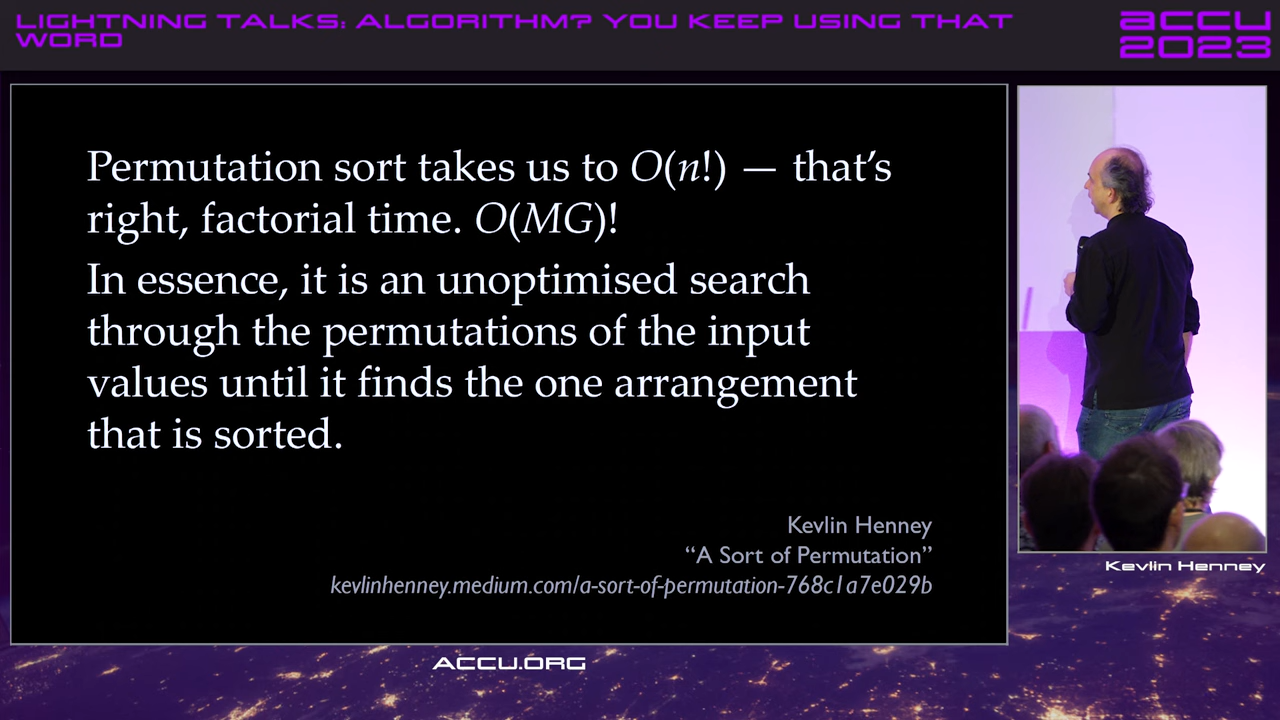 LIGHTNING TALKS: ALGORITHM? YOU KEEP USING THAT
WORD
ACCU
2023
Permutation sort takes us to O(n!) — that’s
right, factorial time. O(MG)!
In essence, it is an unoptimised search
through the permutations of the input
values until it finds the one arrangement
that is sorted.
Kevlin Henney
“A Sort of Permutation”
kevlinhenney.medium.com/a-sort-of-permutation-768c1a7e029b
Kevlin Henney
ACCU.ORG